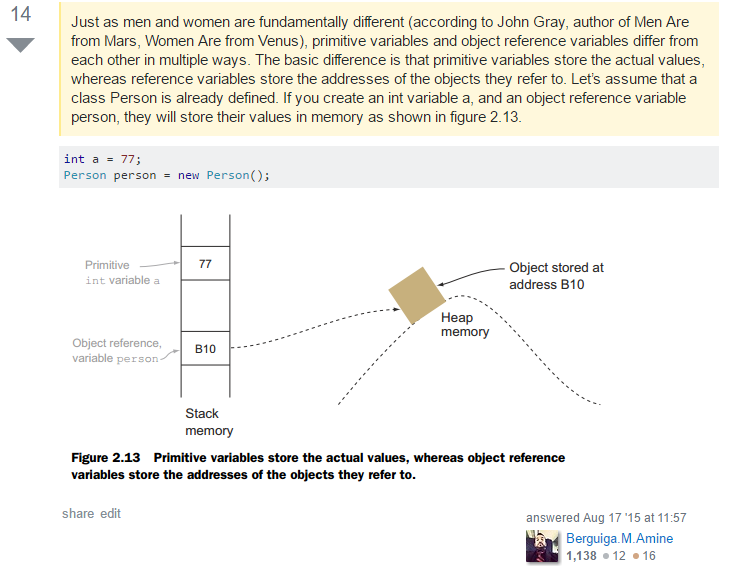 14
Just as men and women are fundamentally different (according to John Gray, author of Men Are
from Mars, Women Are from Venus), primitive variables and object reference variables differ from
each other in multiple ways. The basic difference is that primitive variables store the actual values,
whereas reference variables store the addresses of the objects they refer to. Let’s assume that a
class Person is already defined. If you create an int variable a, and an object reference variable
person, they will store their values in memory as shown in figure 2.13.
int a = 77;
Person person = new Person();
Primitive
int variable a
77
Object reference,
variable person
B10
Stack
memory
Object stored at
address B10
Heap
memory
Figure 2.13 Primitive variables store the actual values, whereas object reference
variables store the addresses of the objects they refer to.
share edit
answered Aug 17 '15 at 11:57
Berguiga.M.Amine
1,138 ●12 ●16